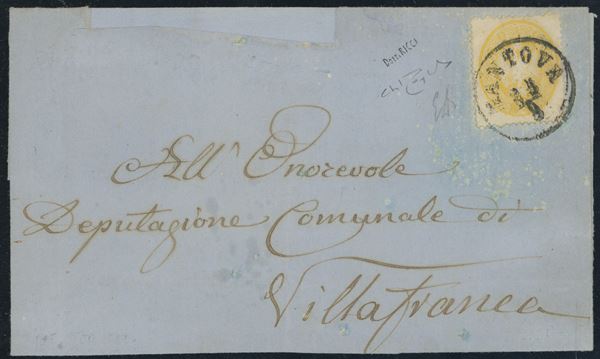 MANTOVA
All' Onorevole
Deputazione Comunale di
Villafranca